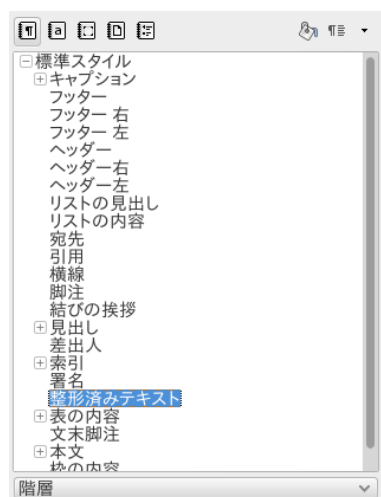 標準スタイル
キャプション
フッター
フッター 右
フッター 左
ヘッダー
ヘッダー右
ヘッダー左
リストの見出し
リストの内容
宛先
引用
横線
脚注
結びの挨拶
見出し
差出人
索引
署名
整形済みテキスト
表の内容
文末脚注
本文
枠の内容
階層